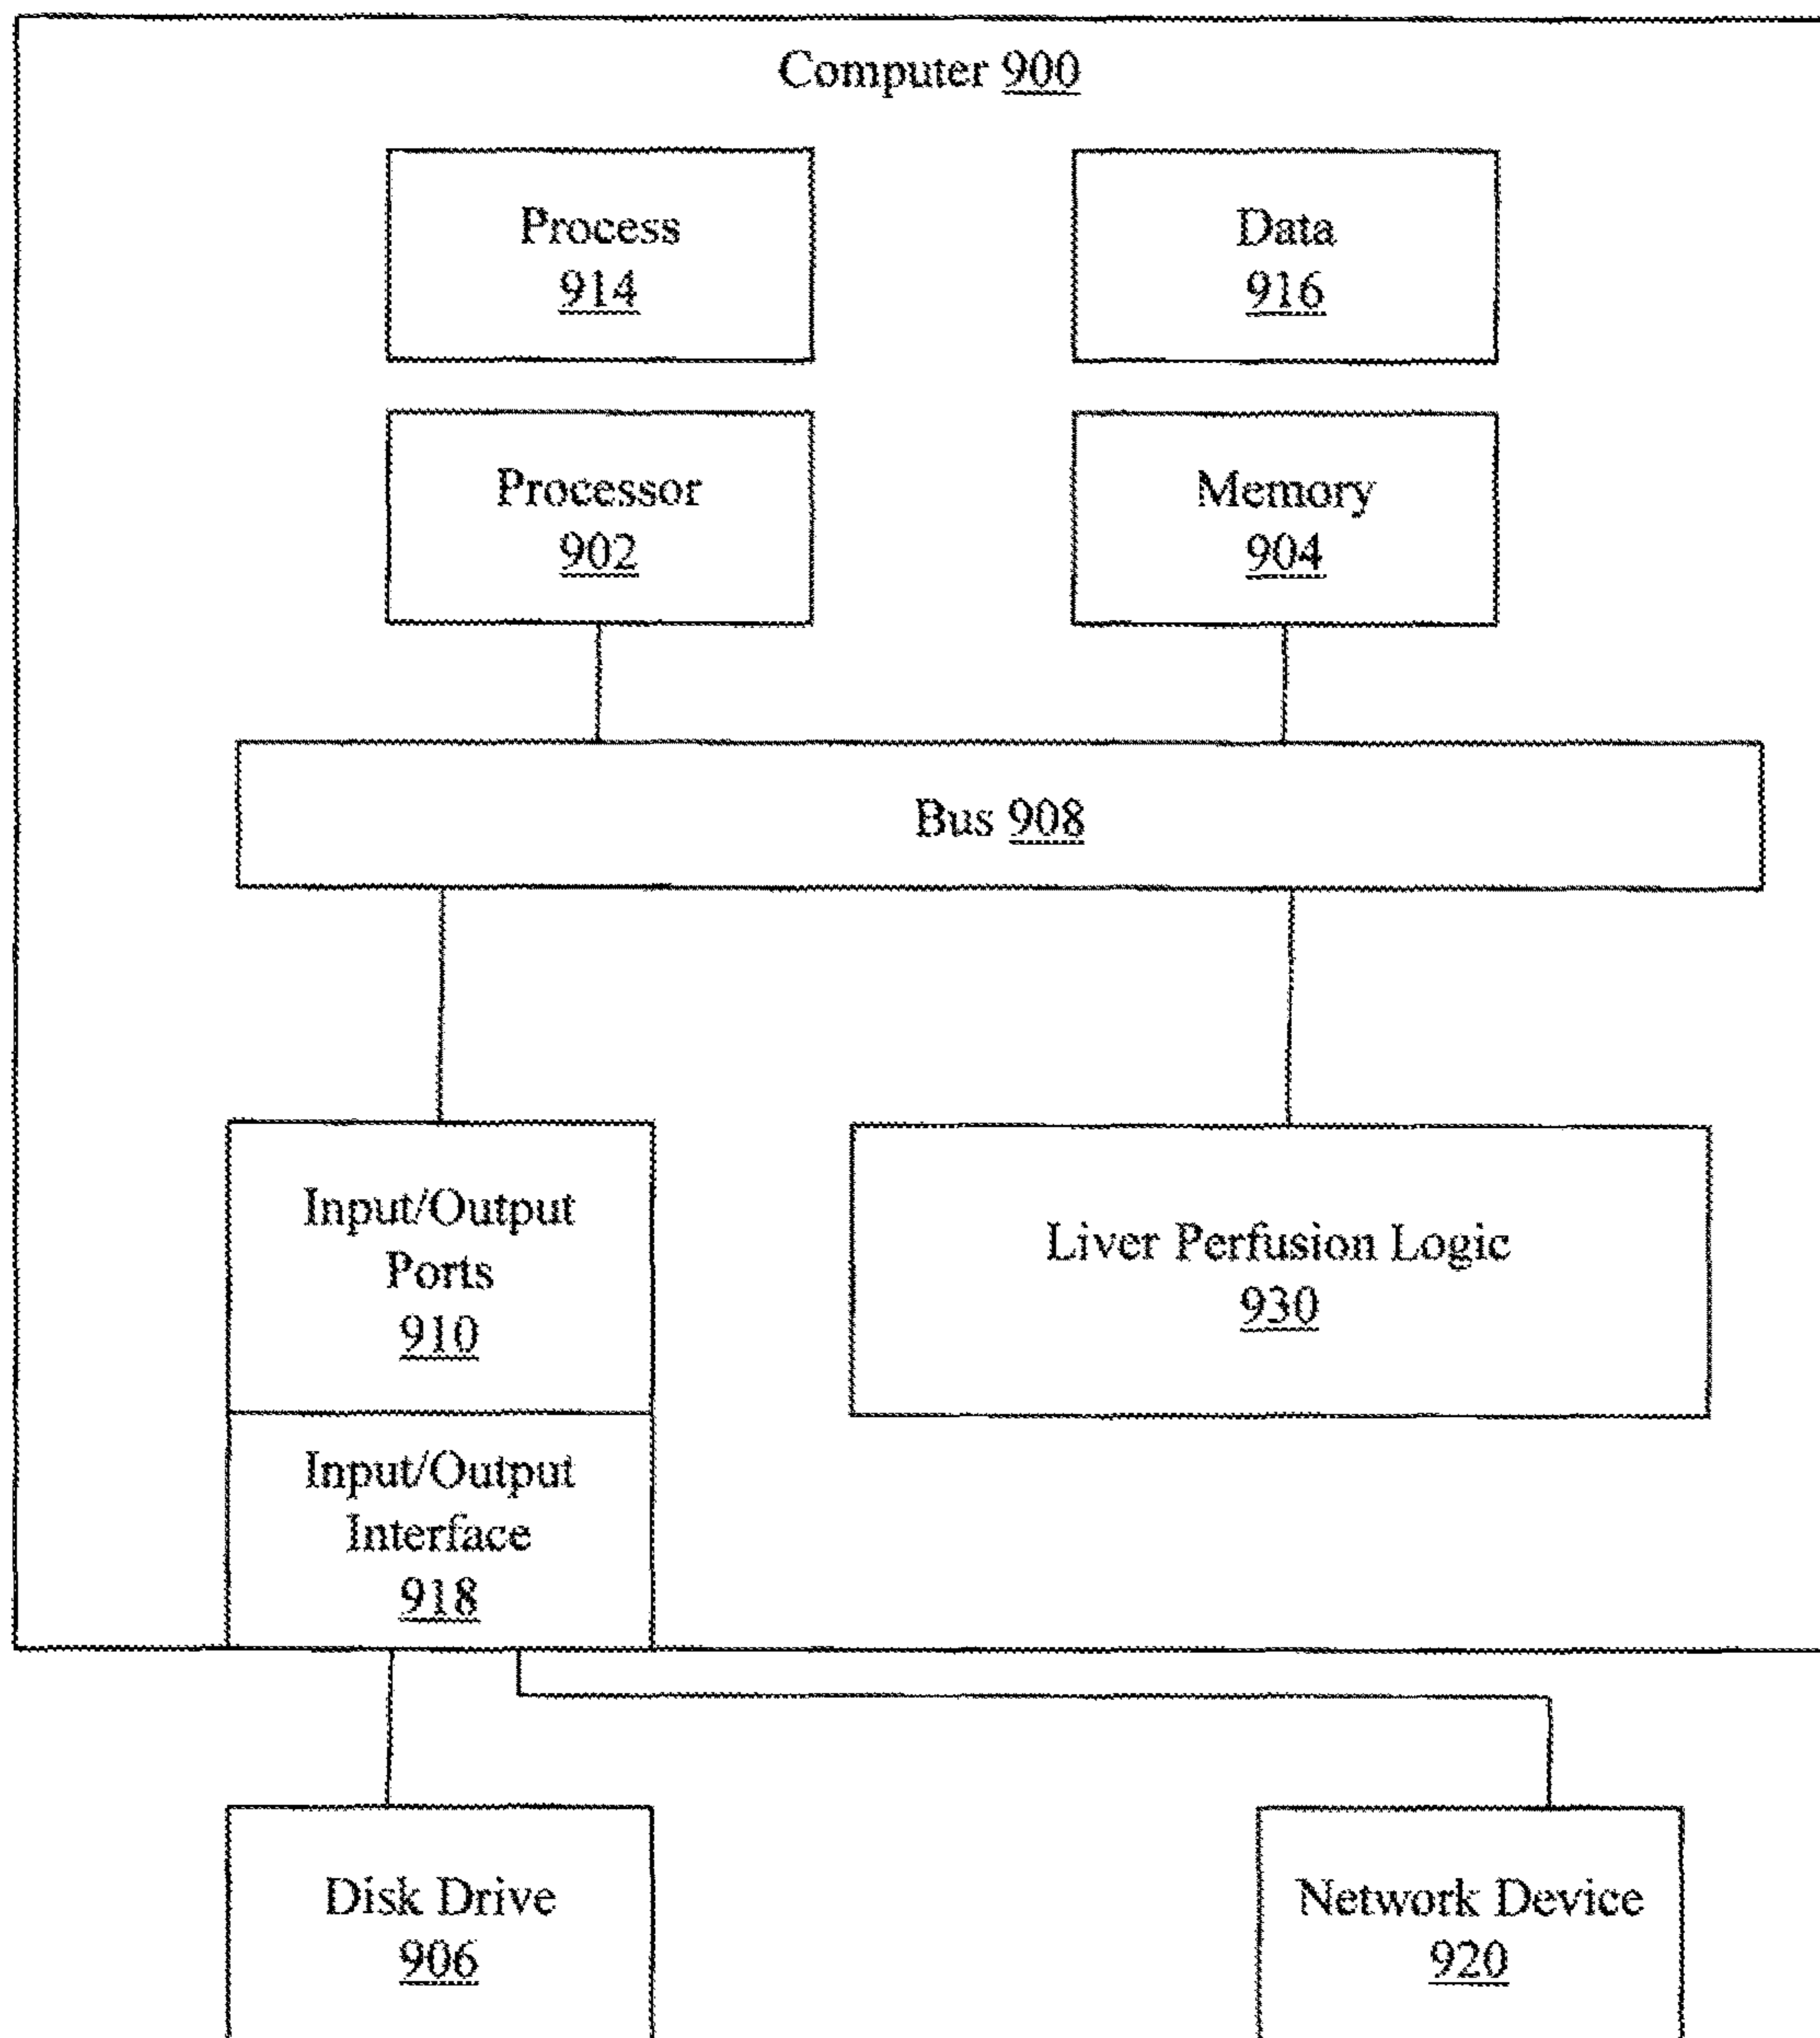 Computer 900
Process
914
Data
916
Processor
902
Memory
904
Bus 908
Input/Output
Ports
910
Liver Perfusion Logic
930
Input/Output
Interface
918
Disk Drive
906
Network Device
920